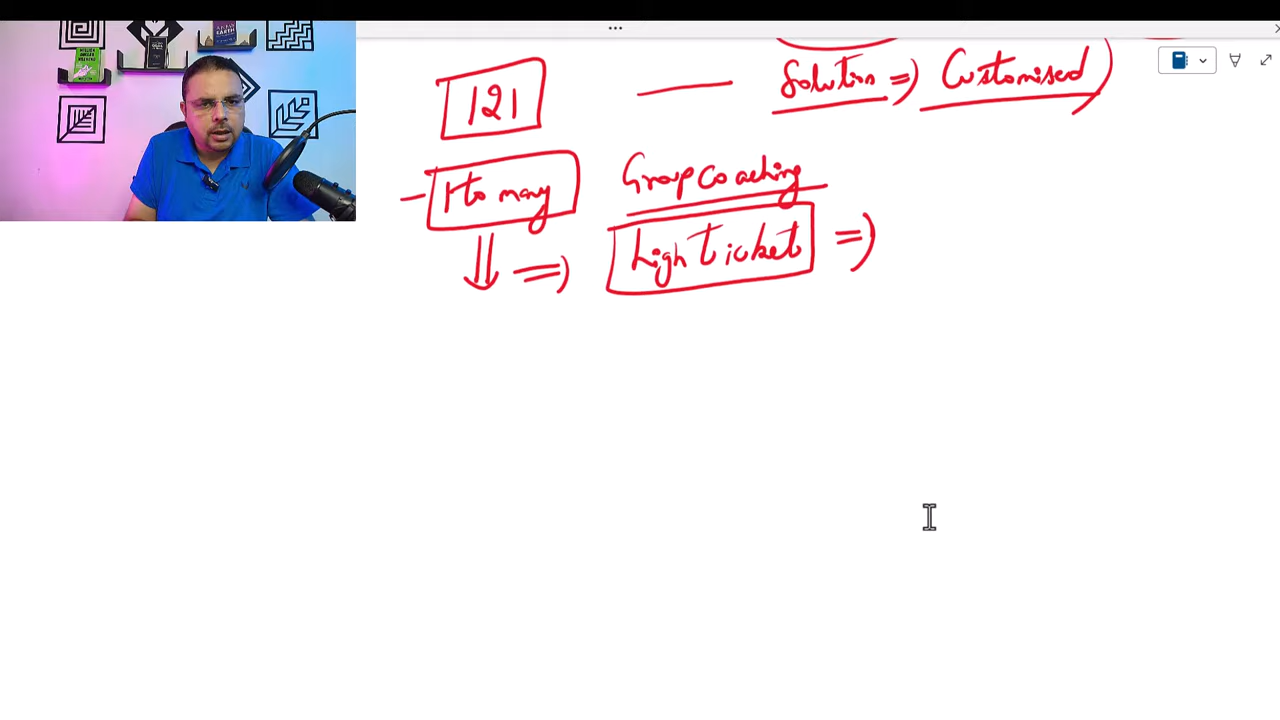 121 — Solution => Customised
- 1 to many Group coaching
=> high Ticket =>